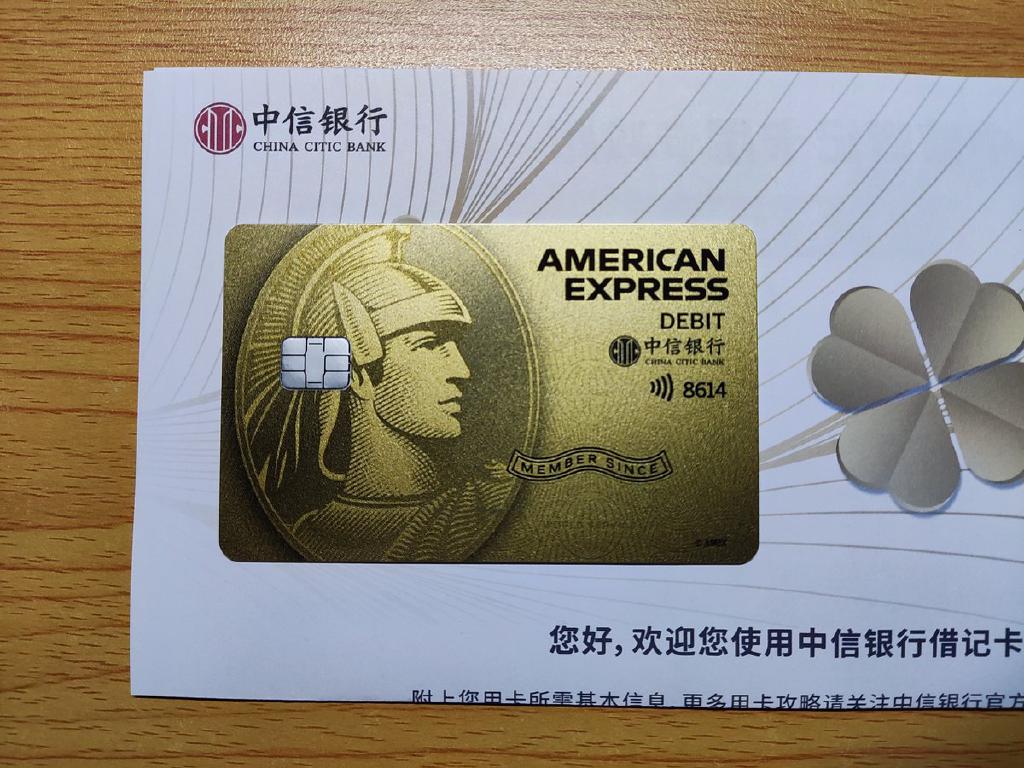 中信银行
CHINA CITIC BANK
AMERICAN
EXPRESS
DEBIT
中信银行
CHINA CITIC BANK
8614
MEMBER SINCE
© AMEX
您好,欢迎您使用中信银行借记卡
附上您用卡所需基本信息,更多用卡攻略请关注中信银行官方